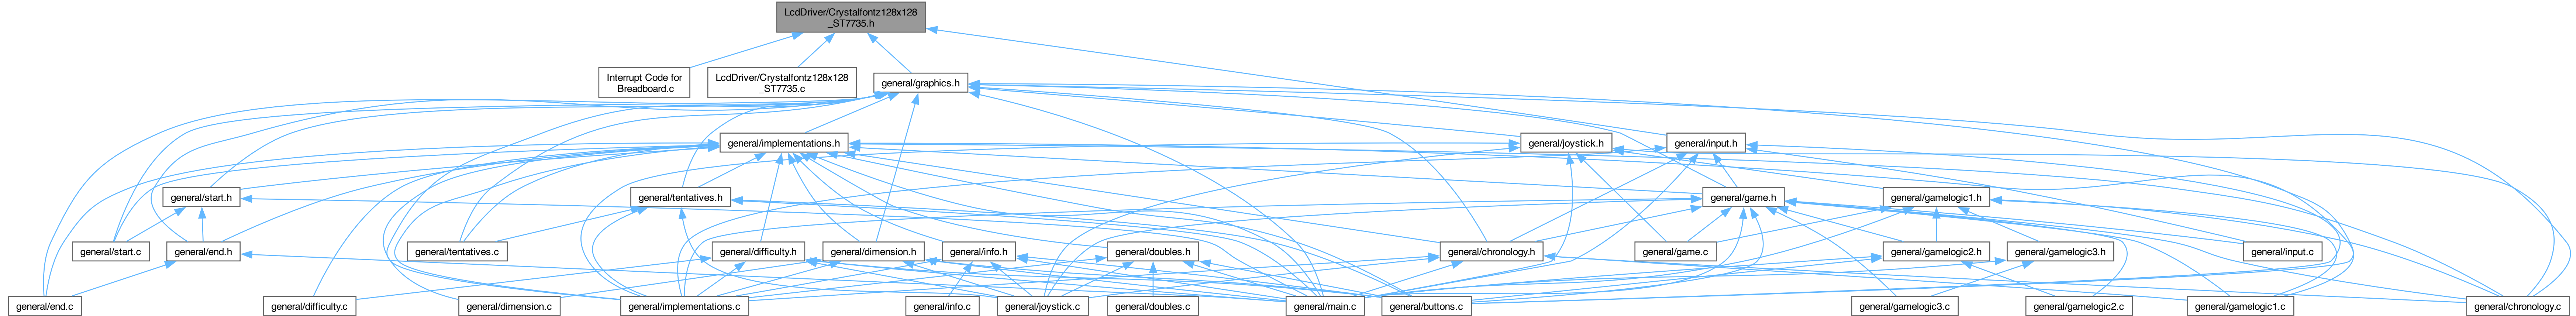 LcdDriver/Crystalfontz128x128
_ST7735.h
Interrupt Code for
Breadboard.c
LcdDriver/Crystalfontz128x128
_ST7735.c
general/graphics.h
general/implementations.h
general/joystick.h
general/input.h
general/start.h
general/tentatives.h
general/game.h
general/gamelogic1.h
general/start.c
general/end.h
general/tentatives.c
general/difficulty.h
general/dimension.h
general/info.h
general/doubles.h
general/chronology.h
general/game.c
general/gamelogic2.h
general/gamelogic3.h
general/input.c
general/end.c
general/difficulty.c
general/dimension.c
general/implementations.c
general/info.c
general/joystick.c
general/doubles.c
general/main.c
general/buttons.c
general/gamelogic3.c
general/gamelogic2.c
general/gamelogic1.c
general/chronology.c